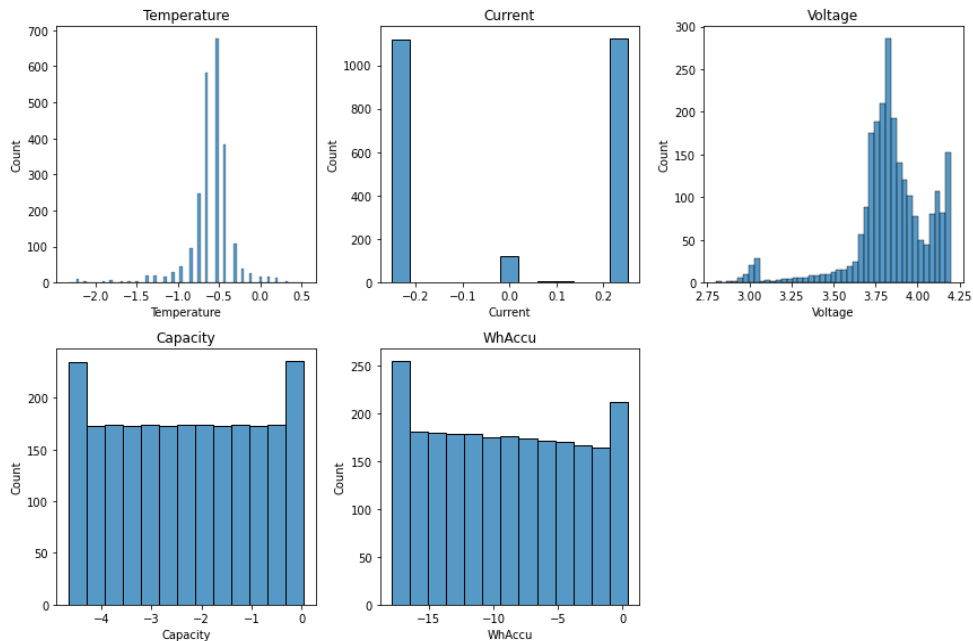 Temperature
Current
Voltage
700
600
500
400
300
200
100
0
Count
−2.0 −1.5 −1.0 −0.5 0.0 0.5
Temperature
1000
800
600
400
200
0
Count
−0.2 −0.1 0.0 0.1 0.2
Current
300
250
200
150
100
50
0
Count
2.75 3.00 3.25 3.50 3.75 4.00 4.25
Voltage
Capacity
WhAccu
200
150
100
50
0
Count
−4 −3 −2 −1 0
Capacity
250
200
150
100
50
0
Count
−15 −10 −5 0
WhAccu